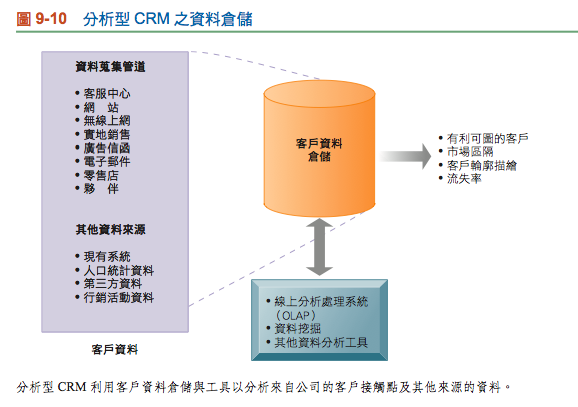 圖 9-10 分析型 CRM 之資料倉儲
資料蒐集管道
• 客服中心
• 網 站
• 無線上網
• 實地銷售
• 廣告信函
• 電子郵件
• 零售店
• 夥 伴
其他資料來源
• 現有系統
• 人口統計資料
• 第三方資料
• 行銷活動資料
客戶資料
客戶資料
倉儲
• 有利可圖的客戶
• 市場區隔
• 客戶輪廓描繪
• 流失率
• 線上分析處理系統
(OLAP)
• 資料挖掘
• 其他資料分析工具
分析型 CRM 利用客戶資料倉儲與工具以分析來自公司的客戶接觸點及其他來源的資料。